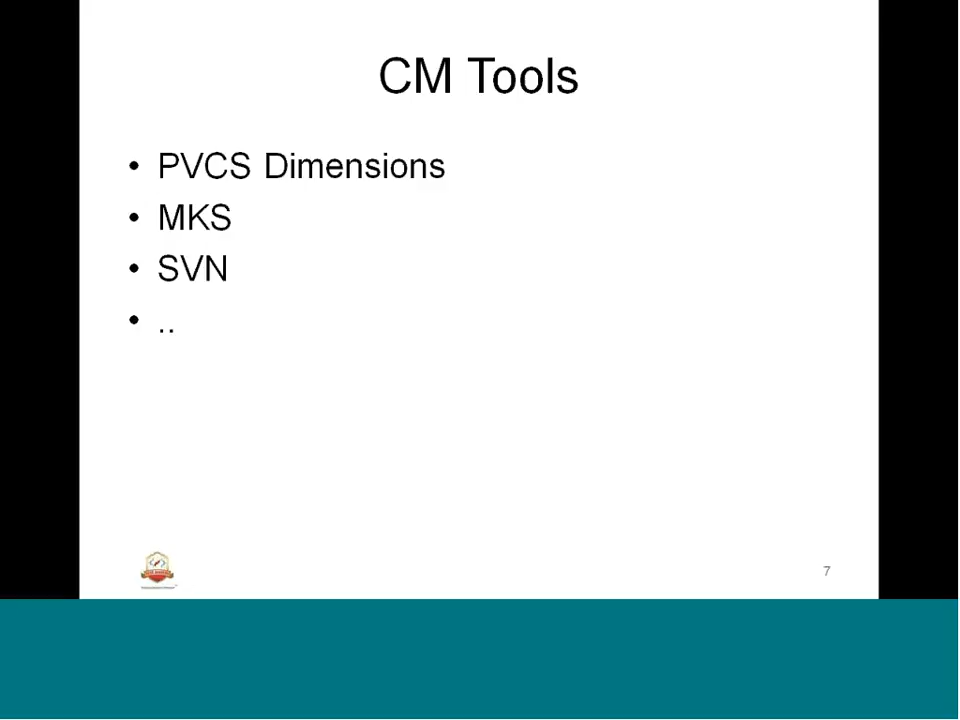 CM Tools
• PVCS Dimensions
• MKS
• SVN
• ..
7